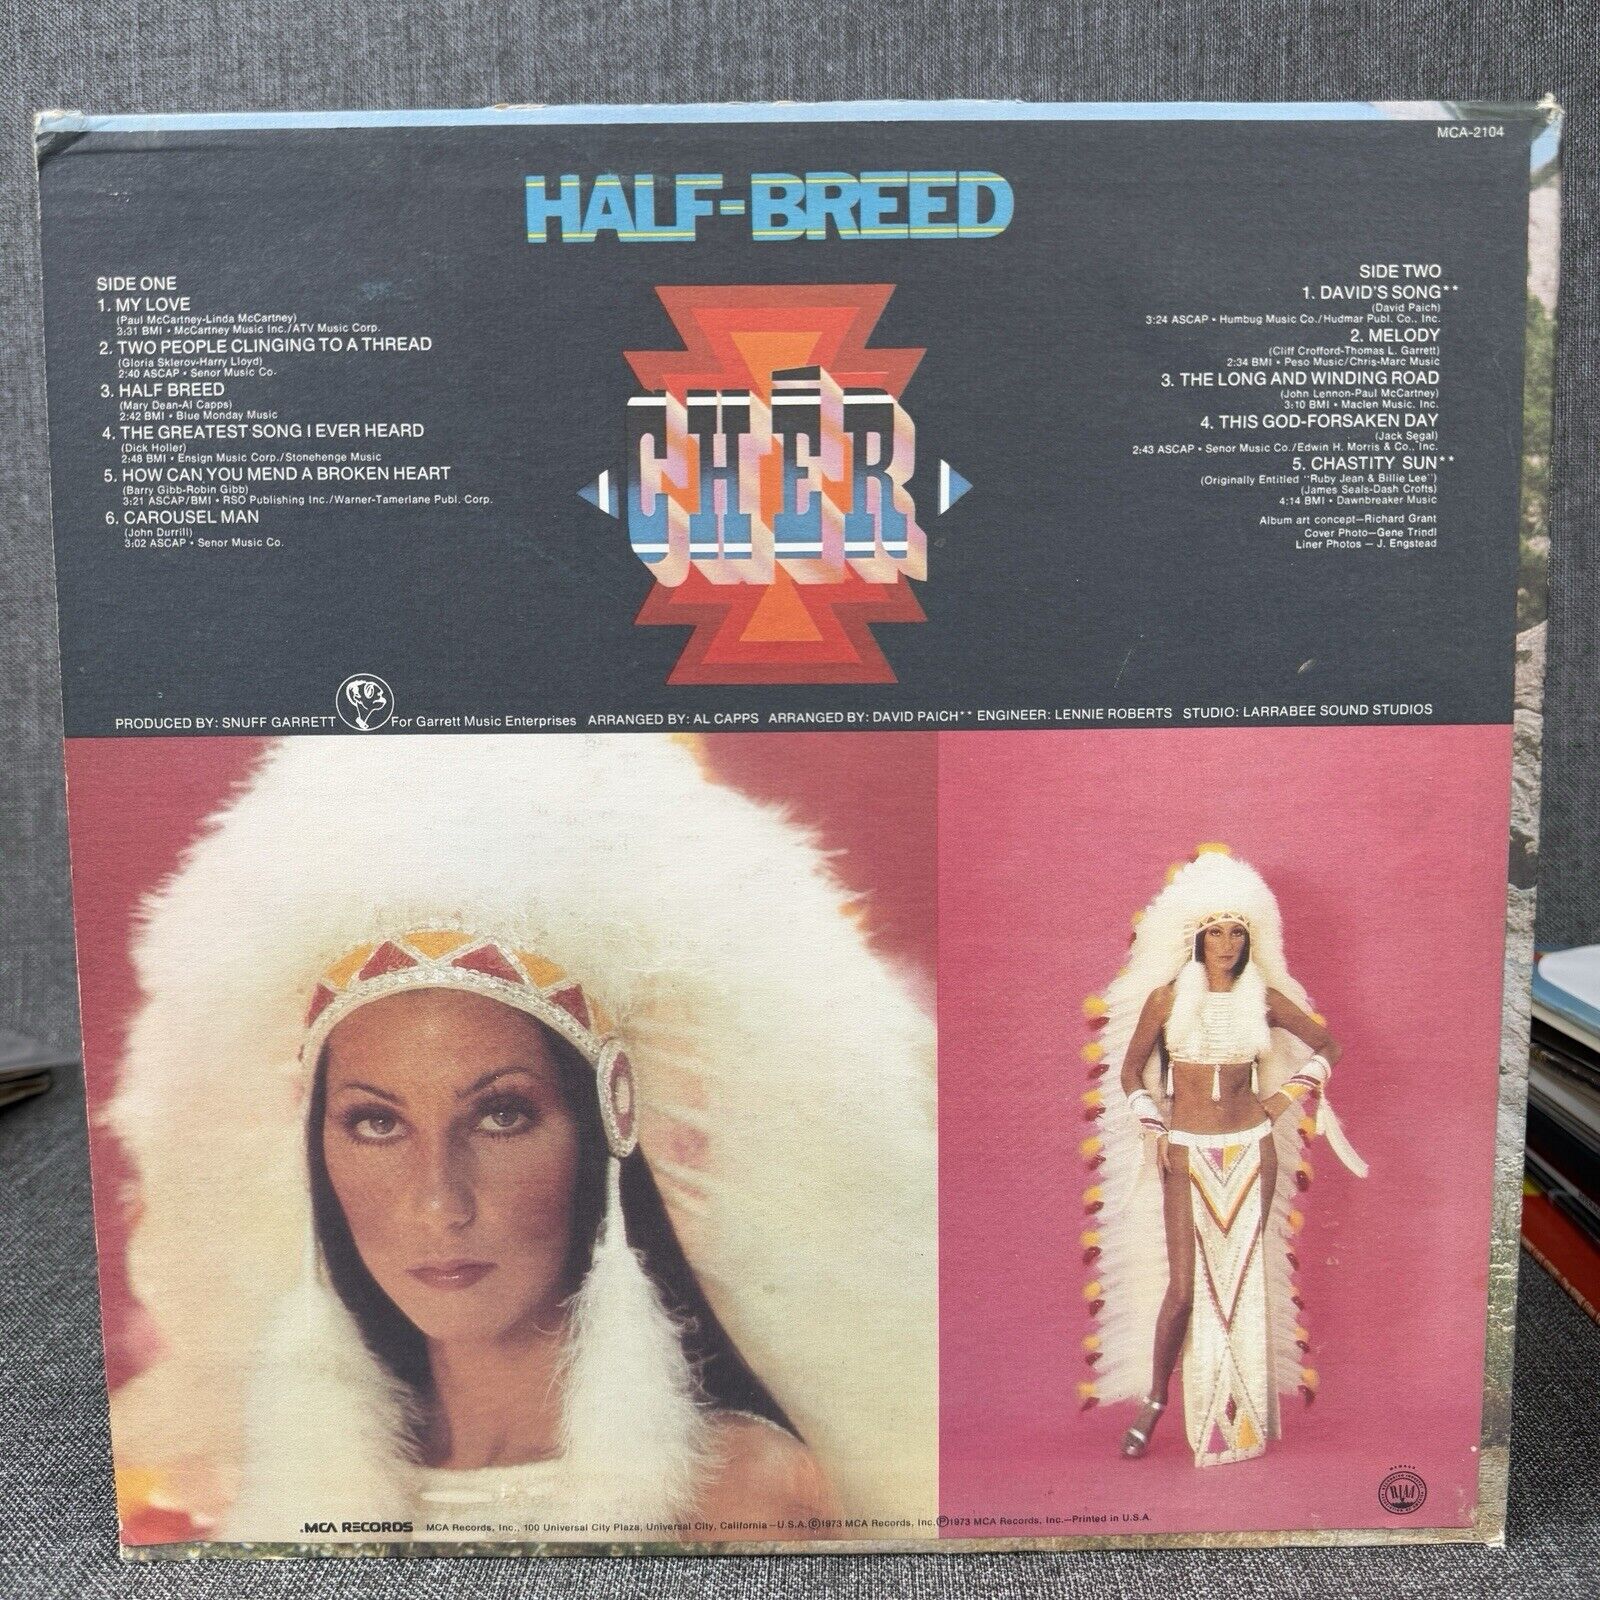 MCA-2104
HALF-BREED
SIDE ONE
1. MY LOVE
(Paul McCartney-Linda McCartney)
3:31 BMI • McCartney Music Inc./ATV Music Corp.
2. TWO PEOPLE CLINGING TO A THREAD
(Gloria Sklerov-Harry Lloyd)
2:40 ASCAP • Senor Music Co.
3. HALF BREED
(Mary Dean-Al Capps)
2:42 BMI • Blue Monday Music
4. THE GREATEST SONG I EVER HEARD
(Dick Holler)
2:48 BMI • Ensign Music Corp./Stonehenge Music
5. HOW CAN YOU MEND A BROKEN HEART
(Barry Gibb-Robin Gibb)
3:21 ASCAP/BMI • RSO Publishing Inc./Warner-Tamerlane Publ. Corp.
6. CAROUSEL MAN
(John Durrill)
3:02 ASCAP • Senor Music Co.
CHĒR
SIDE TWO
1. DAVID'S SONG**
(David Paich)
3:24 ASCAP • Humbug Music Co./Hudmar Publ. Co., Inc.
2. MELODY
(Cliff Crofford-Thomas L. Garrett)
2:34 BMI • Peso Music/Chris-Marc Music
3. THE LONG AND WINDING ROAD
(John Lennon-Paul McCartney)
3:10 BMI • Maclen Music, Inc.
4. THIS GOD-FORSAKEN DAY
(Jack Segal)
2:43 ASCAP • Senor Music Co./Edwin H. Morris & Co., Inc.
5. CHASTITY SUN**
(Originally Entitled "Ruby Jean & Billie Lee")
(James Seals-Dash Crofts)
4:14 BMI • Dawnbreaker Music
Album art concept—Richard Grant
Cover Photo—Gene Trindl
Liner Photos — J. Engstead
PRODUCED BY: SNUFF GARRETT For Garrett Music Enterprises ARRANGED BY: AL CAPPS ARRANGED BY: DAVID PAICH** ENGINEER: LENNIE ROBERTS STUDIO: LARRABEE SOUND STUDIOS
MEMBER
RIAA
.MCA RECORDS MCA Records, Inc., 100 Universal City Plaza, Universal City, California—U.S.A. ©1973 MCA Records, Inc. ℗1973 MCA Records, Inc.—Printed in U.S.A.